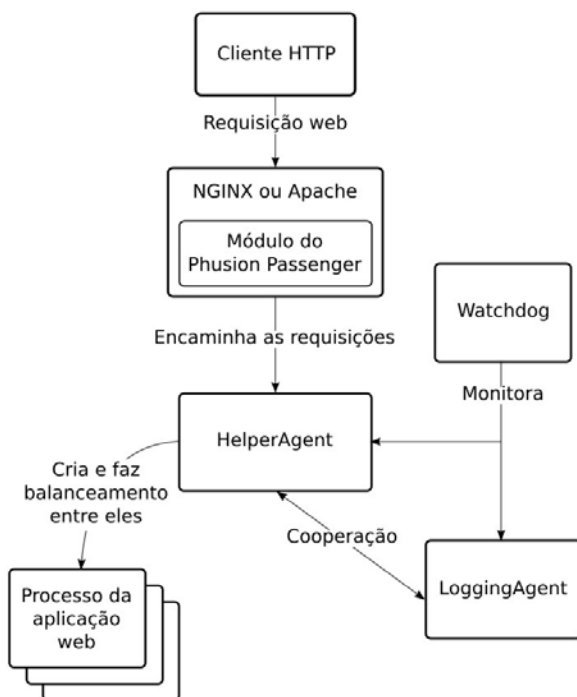 Cliente HTTP
Requisição web
NGINX ou Apache
Módulo do
Phusion Passenger
Encaminha as requisições
Watchdog
Monitora
HelperAgent
Cria e faz
balanceamento
entre eles
Cooperação
LoggingAgent
Processo da
aplicação
web